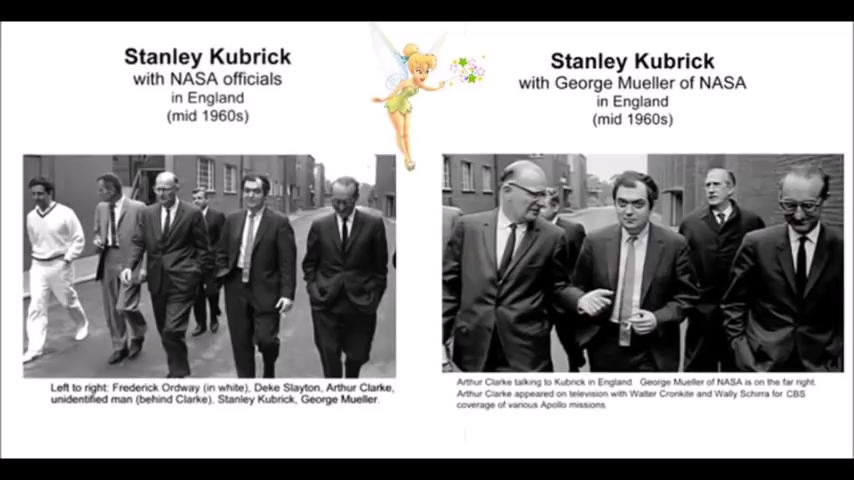 Stanley Kubrick
with NASA officials
in England
(mid 1960s)
Left to right: Frederick Ordway (in white), Deke Slayton, Arthur Clarke,
unidentified man (behind Clarke), Stanley Kubrick, George Mueller.
Stanley Kubrick
with George Mueller of NASA
in England
(mid 1960s)
Arthur Clarke talking to Kubrick in England. George Mueller of NASA is on the far right.
Arthur Clarke appeared on television with Walter Cronkite and Wally Schirra for CBS
coverage of various Apollo missions.